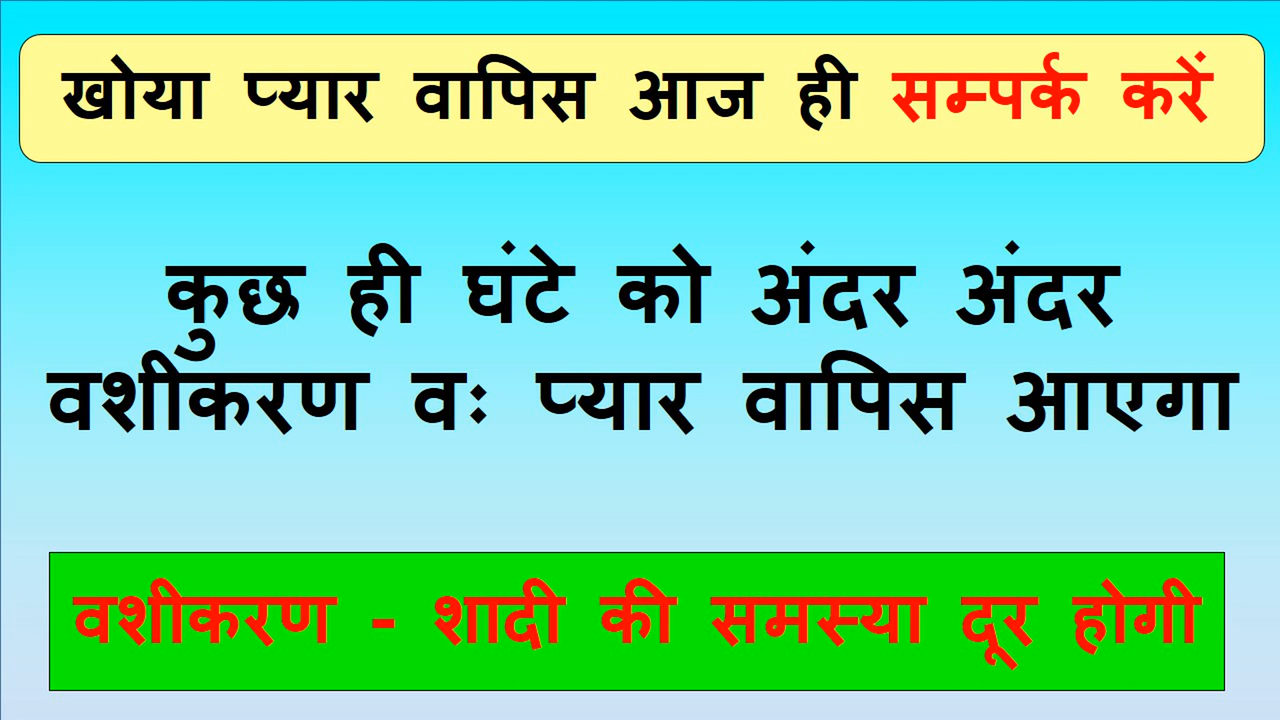 खोया प्यार वापिस आज ही सम्पर्क करें
कुछ ही घंटे को अंदर अंदर
वशीकरण वः प्यार वापिस आएगा
वशीकरण - शादी की समस्या दूर होगी